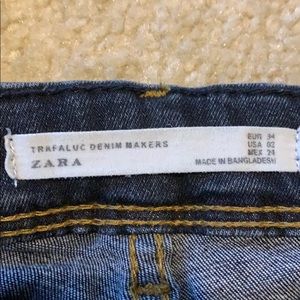 TRAFALUC DENIM MAKERS
ZARA
EUR 34
USA 02
MEX 24
MADE IN BANGLADESH